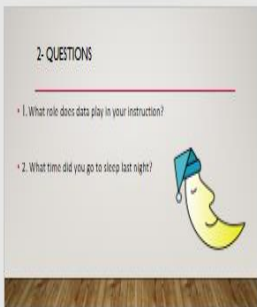 2- QUESTIONS
• 1. What role does data play in your instruction?
• 2. What time did you go to sleep last night?